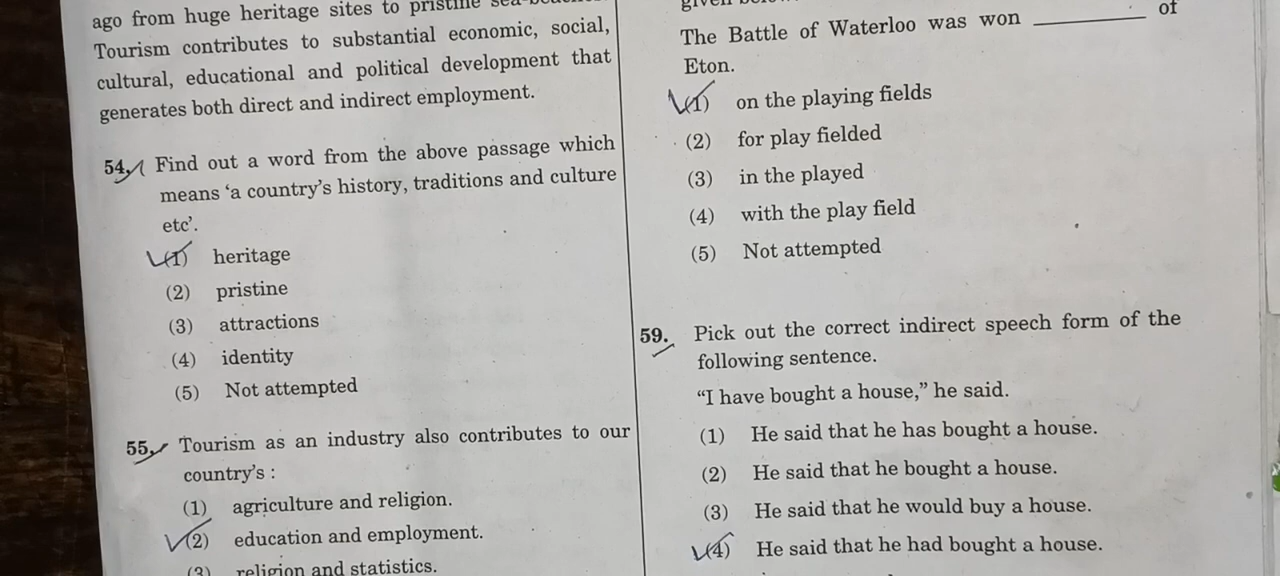 ago from huge heritage sites to pristine
Tourism contributes to substantial economic, social,
cultural, educational and political development that
generates both direct and indirect employment.
54. Find out a word from the above passage which
means ‘a country’s history, traditions and culture
etc’.
(1) heritage
(2) pristine
(3) attractions
(4) identity
(5) Not attempted
55. Tourism as an industry also contributes to our
country’s :
(1) agriculture and religion.
(2) education and employment.
(3) religion and statistics.
given
The Battle of Waterloo was won __________ of
Eton.
(1) on the playing fields
(2) for play fielded
(3) in the played
(4) with the play field
(5) Not attempted
59. Pick out the correct indirect speech form of the
following sentence.
“I have bought a house,” he said.
(1) He said that he has bought a house.
(2) He said that he bought a house.
(3) He said that he would buy a house.
(4) He said that he had bought a house.